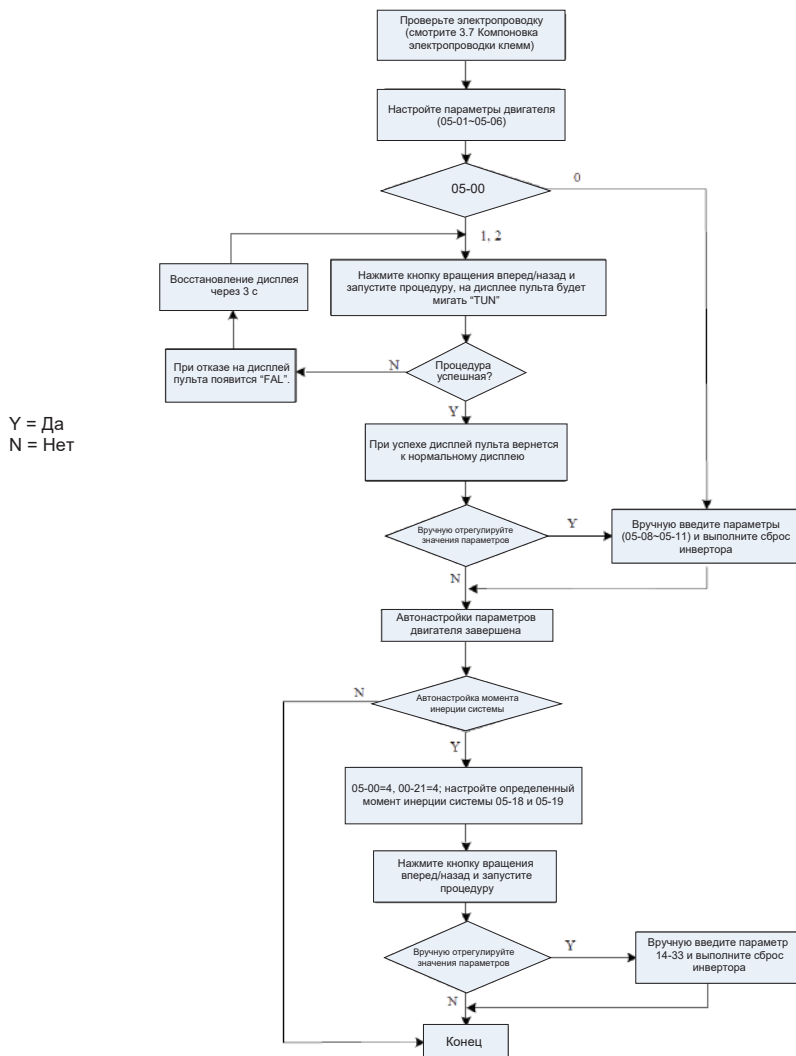 Проверьте электропроводку
(смотрите 3.7 Компоновка
электропроводки клемм)
Настройте параметры двигателя
(05-01~05-06)
05-00
0
1, 2
Восстановление дисплея
через 3 с
Нажмите кнопку вращения вперед/назад и
запустите процедуру, на дисплее пульта будет
мигать “TUN”
При отказе на дисплей
пульта появится “FAL”.
N
Процедура
успешная?
Y
Y = Да
N = Нет
При успехе дисплей пульта вернется
к нормальному дисплею
Вручную отрегулируйте
значения параметров
Y
Вручную введите параметры
(05-08~05-11) и выполните сброс
инвертора
N
Автонастройки параметров
двигателя завершена
N
Автонастройка момента
инерции системы
Y
05-00=4, 00-21=4; настройте определенный
момент инерции системы 05-18 и 05-19
Нажмите кнопку вращения
вперед/назад и запустите
процедуру
Вручную отрегулируйте
значения параметров
Y
Вручную введите параметр
14-33 и выполните сброс
инвертора
N
Конец